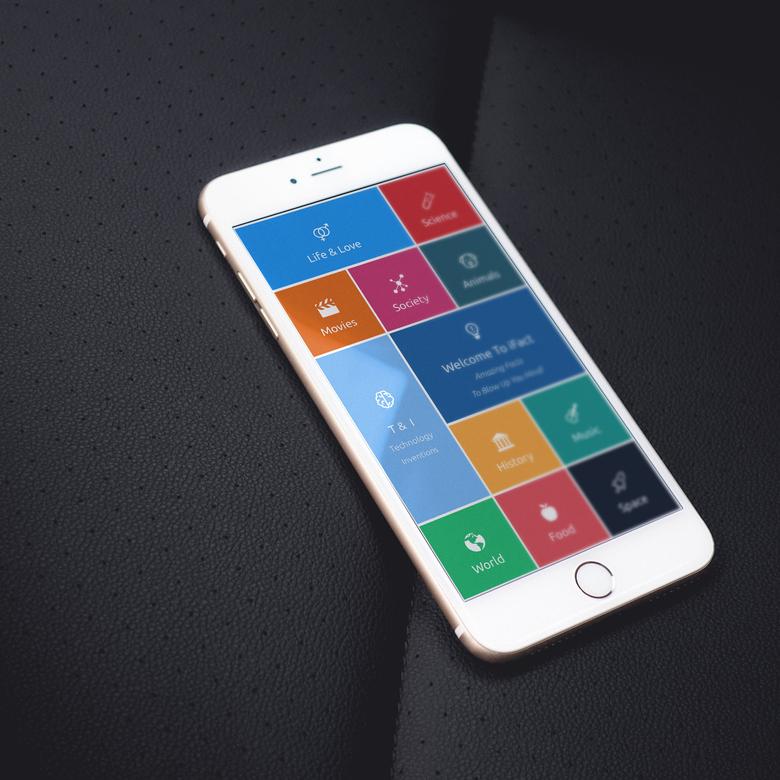 Life & Love
Science
Movies
Society
Animals
T & I
Technology
Inventions
Welcome To iFact
Amazing Facts
To Blow Up You Mind!
History
Music
World
Food
Space